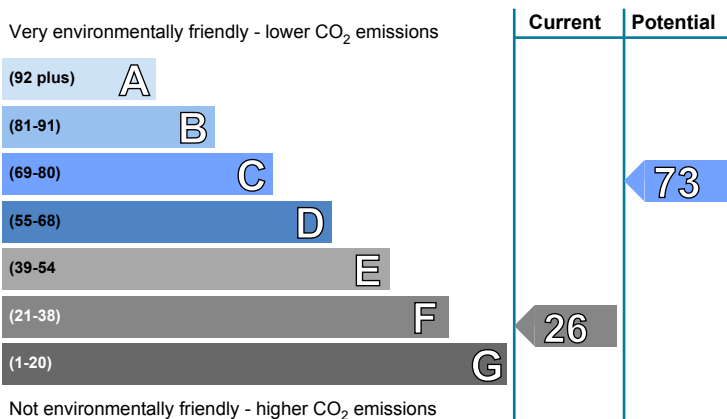 Current Potential
Very environmentally friendly - lower CO2 emissions
(92 plus) A
(81-91) B
(69-80) C
73
(55-68) D
(39-54 E
(21-38) F
26
(1-20) G
Not environmentally friendly - higher CO2 emissions